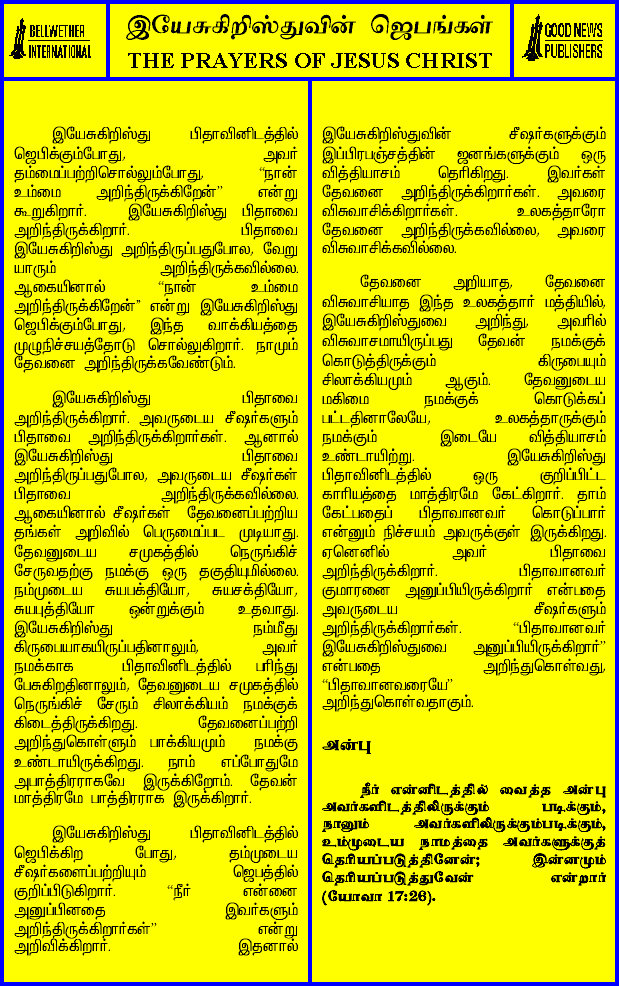 BELLWETHER
INTERNATIONAL
இயேசுகிறிஸ்துவின் ஜெபங்கள்
THE PRAYERS OF JESUS CHRIST
GOOD NEWS
PUBLISHERS
இயேசுகிறிஸ்து பிதாவினிடத்தில்
ஜெபிக்கும்போது, அவர்
தம்மைப்பற்றிசொல்லும்போது, “நான்
உம்மை அறிந்திருக்கிறேன்” என்று
கூறுகிறார். இயேசுகிறிஸ்து பிதாவை
அறிந்திருக்கிறார். பிதாவை
இயேசுகிறிஸ்து அறிந்திருப்பதுபோல, வேறு
யாரும் அறிந்திருக்கவில்லை.
ஆகையினால் “நான் உம்மை
அறிந்திருக்கிறேன்” என்று இயேசுகிறிஸ்து
ஜெபிக்கும்போது, இந்த வாக்கியத்தை
முழுநிச்சயத்தோடு சொல்லுகிறார். நாமும்
தேவனை அறிந்திருக்கவேண்டும்.
இயேசுகிறிஸ்து பிதாவை
அறிந்திருக்கிறார். அவருடைய சீஷர்களும்
பிதாவை அறிந்திருக்கிறார்கள். ஆனால்
இயேசுகிறிஸ்து பிதாவை
அறிந்திருப்பதுபோல, அவருடைய சீஷர்கள்
பிதாவை அறிந்திருக்கவில்லை.
ஆகையினால் சீஷர்கள் தேவனைப்பற்றிய
தங்கள் அறிவில் பெருமைப்பட முடியாது.
தேவனுடைய சமுகத்தில் நெருங்கிச்
சேருவதற்கு நமக்கு ஒரு தகுதியுமில்லை.
நம்முடைய சுயபக்தியோ, சுயசக்தியோ,
சுயபுத்தியோ ஒன்றுக்கும் உதவாது.
இயேசுகிறிஸ்து நம்மீது
கிருபையாகயிருப்பதினாலும், அவர்
நமக்காக பிதாவினிடத்தில் பரிந்து
பேசுகிறதினாலும், தேவனுடைய சமுகத்தில்
நெருங்கிச் சேரும் சிலாக்கியம் நமக்குக்
கிடைத்திருக்கிறது. தேவனைப்பற்றி
அறிந்துகொள்ளும் பாக்கியமும் நமக்கு
உண்டாயிருக்கிறது. நாம் எப்போதுமே
அபாத்திரராகவே இருக்கிறோம். தேவன்
மாத்திரமே பாத்திரராக இருக்கிறார்.
இயேசுகிறிஸ்து பிதாவினிடத்தில்
ஜெபிக்கிற போது, தம்முடைய
சீஷர்களைப்பற்றியும் ஜெபத்தில்
குறிப்பிடுகிறார். “நீர் என்னை
அனுப்பினதை இவர்களும்
அறிந்திருக்கிறார்கள்” என்று
அறிவிக்கிறார். இதனால்
இயேசுகிறிஸ்துவின் சீஷர்களுக்கும்
இப்பிரபஞ்சத்தின் ஜனங்களுக்கும் ஒரு
வித்தியாசம் தெரிகிறது. இவர்கள்
தேவனை அறிந்திருக்கிறார்கள். அவரை
விசுவாசிக்கிறார்கள். உலகத்தாரோ
தேவனை அறிந்திருக்கவில்லை, அவரை
விசுவாசிக்கவில்லை.
தேவனை அறியாத, தேவனை
விசுவாசியாத இந்த உலகத்தார் மத்தியில்,
இயேசுகிறிஸ்துவை அறிந்து, அவரில்
விசுவாசமாயிருப்பது தேவன் நமக்குக்
கொடுத்திருக்கும் கிருபையும்
சிலாக்கியமும் ஆகும். தேவனுடைய
மகிமை நமக்குக் கொடுக்கப்
பட்டதினாலேயே, உலகத்தாருக்கும்
நமக்கும் இடையே வித்தியாசம்
உண்டாயிற்று. இயேசுகிறிஸ்து
பிதாவினிடத்தில் ஒரு குறிப்பிட்ட
காரியத்தை மாத்திரமே கேட்கிறார். தாம்
கேட்பதைப் பிதாவானவர் கொடுப்பார்
என்னும் நிச்சயம் அவருக்குள் இருக்கிறது.
ஏனெனில் அவர் பிதாவை
அறிந்திருக்கிறார். பிதாவானவர்
குமாரனை அனுப்பியிருக்கிறார் என்பதை
அவருடைய சீஷர்களும்
அறிந்திருக்கிறார்கள். “பிதாவானவர்
இயேசுகிறிஸ்துவை அனுப்பியிருக்கிறார்”
என்பதை அறிந்துகொள்வது,
“பிதாவானவரையே”
அறிந்துகொள்வதாகும்.
அன்பு
நீர் என்னிடத்தில் வைத்த அன்பு
அவர்களிடத்திலிருக்கும் படிக்கும்,
நானும் அவர்களிலிருக்கும்படிக்கும்,
உம்முடைய நாமத்தை அவர்களுக்குத்
தெரியப்படுத்தினேன்; இன்னமும்
தெரியப்படுத்துவேன் என்றார்
(யோவா 17:26).